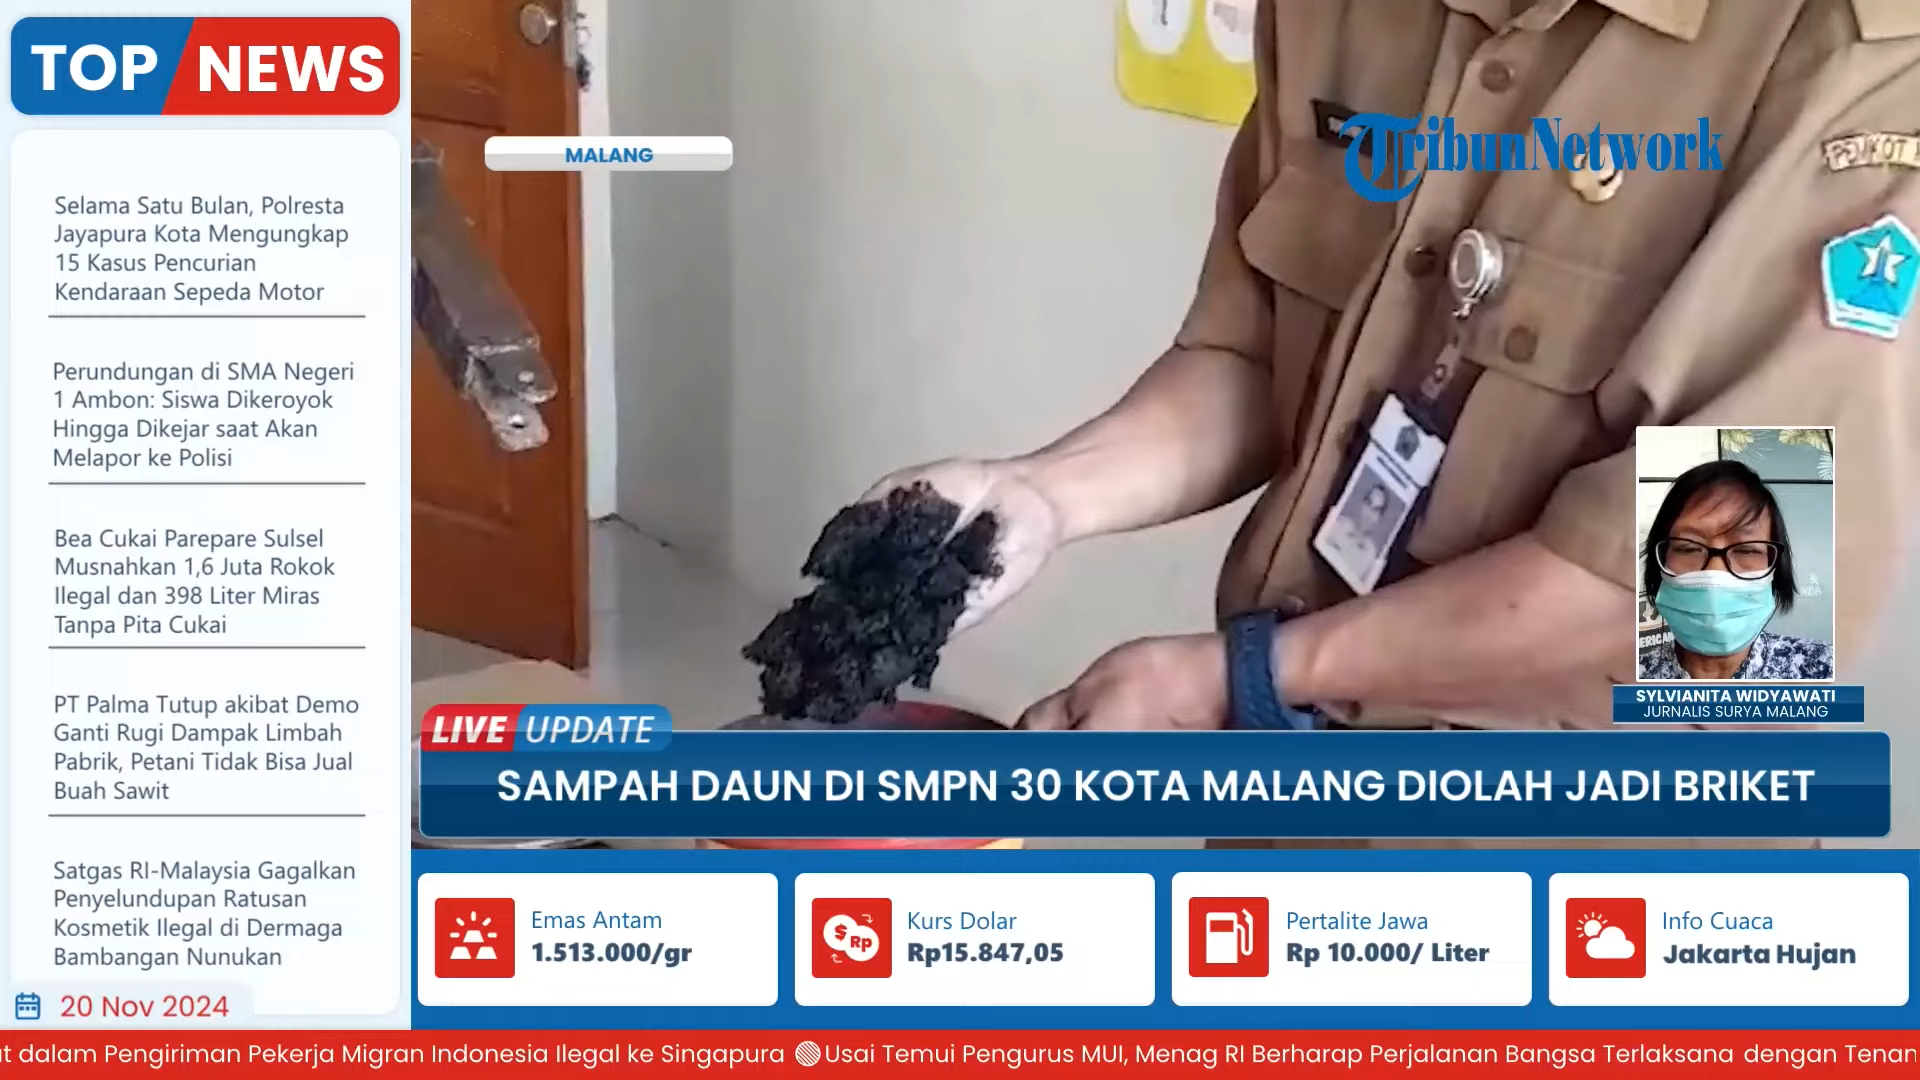 TOP NEWS
Selama Satu Bulan, Polresta
Jayapura Kota Mengungkap
15 Kasus Pencurian
Kendaraan Sepeda Motor
Perundungan di SMA Negeri
1 Ambon: Siswa Dikeroyok
Hingga Dikejar saat Akan
Melapor ke Polisi
Bea Cukai Parepare Sulsel
Musnahkan 1,6 Juta Rokok
Ilegal dan 398 Liter Miras
Tanpa Pita Cukai
PT Palma Tutup akibat Demo
Ganti Rugi Dampak Limbah
Pabrik, Petani Tidak Bisa Jual
Buah Sawit
Satgas RI-Malaysia Gagalkan
Penyelundupan Ratusan
Kosmetik Ilegal di Dermaga
Bambangan Nunukan
20 Nov 2024
MALANG
TribunNetwork
PEMKOT
SYLVIANITA WIDYAWATI
JURNALIS SURYA MALANG
LIVE UPDATE
SAMPAH DAUN DI SMPN 30 KOTA MALANG DIOLAH JADI BRIKET
Emas Antam
1.513.000/gr
$ Rp
Kurs Dolar
Rp15.847,05
Pertalite Jawa
Rp 10.000/ Liter
Info Cuaca
Jakarta Hujan
t dalam Pengiriman Pekerja Migran Indonesia Ilegal ke Singapura Usai Temui Pengurus MUI, Menag RI Berharap Perjalanan Bangsa Terlaksana dengan Tenan